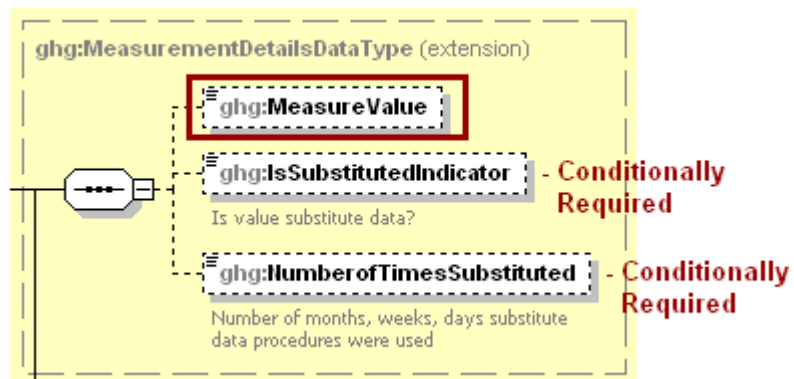 ghg:MeasurementDetailsDataType (extension)
ghg:MeasureValue
ghg:IsSubstitutedIndicator
- Conditionally
Required
Is value substitute data?
ghg:NumberofTimesSubstituted
- Conditionally
Required
Number of months, weeks, days substitute
data procedures were used